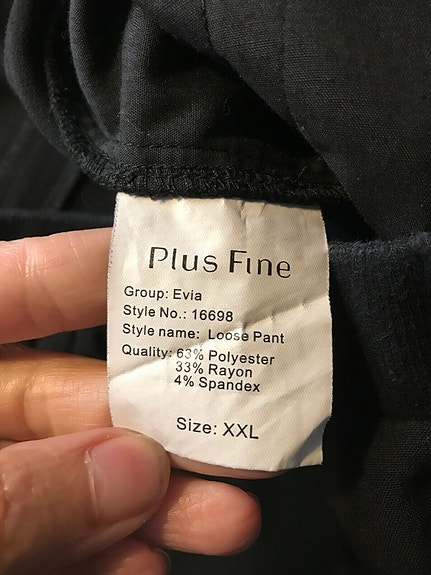 Plus Fine
Group: Evia
Style No.: 16698
Style name: Loose Pant
Quality: 63% Polyester
33% Rayon
4% Spandex
Size: XXL